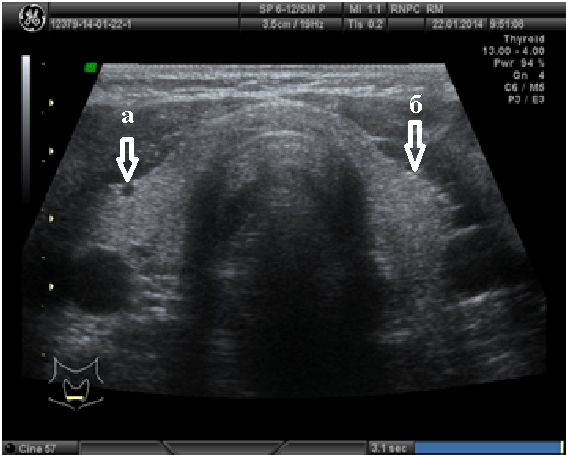 SP 6-12/SM P MI 1.1 RNPC RM
12379-14-01-22-1 3.5cm / 19Hz TIs 0.2 22.01.2014 9:51:08
Thyroid
13.00 - 4.00
Pwr 94 %
Gn 4
C6 / M5
P3 / E3
а
б
Cine 57 3.1 sec